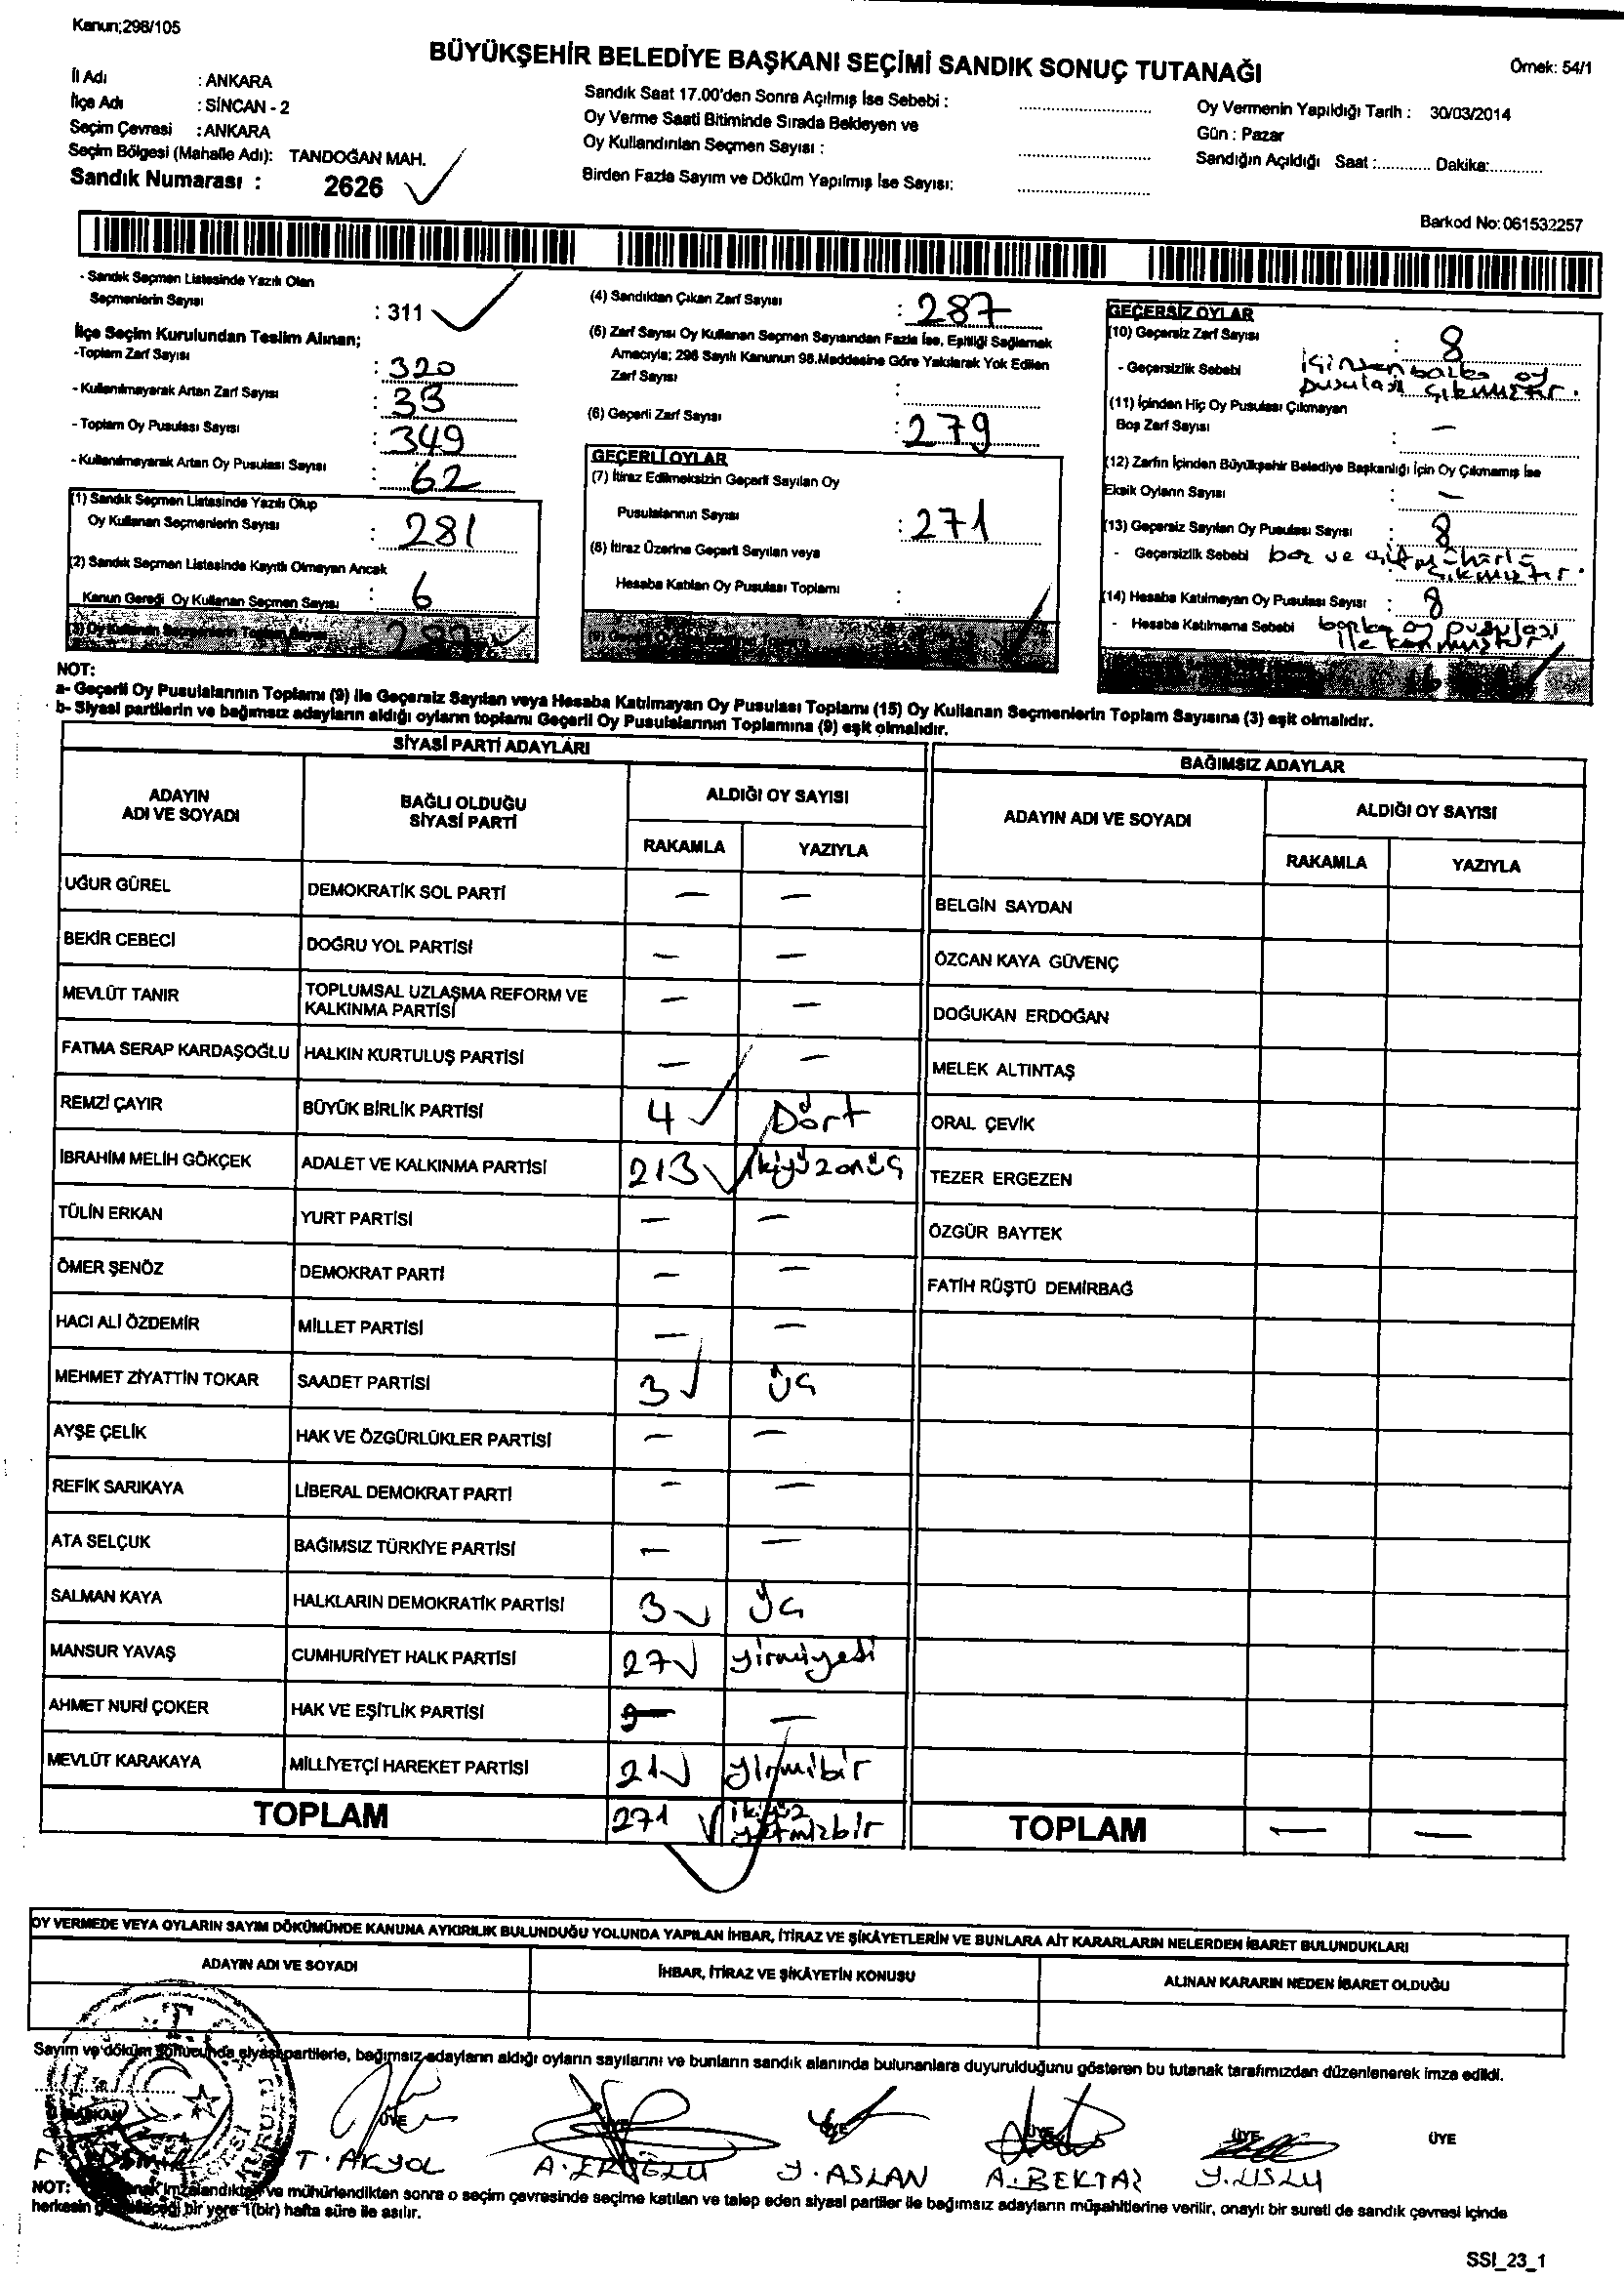 Kanun;298/105
BÜYÜKŞEHİR BELEDİYE BAŞKANI SEÇİMİ SANDIK SONUÇ TUTANAĞI
Örnek: 54/1
İl Adı : ANKARA
İlçe Adı : SİNCAN - 2
Seçim Çevresi : ANKARA
Seçim Bölgesi (Mahalle Adı): TANDOĞAN MAH.
Sandık Numarası : 2626
Sandık Saat 17.00'den Sonra Açılmış İse Sebebi :
Oy Verme Saati Bitiminde Sırada Bekleyen ve
Oy Kullandırılan Seçmen Sayısı :
Birden Fazla Sayım ve Döküm Yapılmış İse Sayısı:
Oy Vermenin Yapıldığı Tarih : 30/03/2014
Gün : Pazar
Sandığın Açıldığı Saat :............ Dakika:............
Barkod No: 061532257
- Sandık Seçmen Listesinde Yazılı Olan
Seçmenlerin Sayısı : 311
İlçe Seçim Kurulundan Teslim Alınan;
-Toplam Zarf Sayısı : 320
- Kullanılmayarak Artan Zarf Sayısı : 33
- Toplam Oy Pusulası Sayısı : 349
- Kullanılmayarak Artan Oy Pusulası Sayısı : 62
(1) Sandık Seçmen Listesinde Yazılı Olup
Oy Kullanan Seçmenlerin Sayısı : 281
(2) Sandık Seçmen Listesinde Kayıtlı Olmayan Ancak
Kanun Gereği Oy Kullanan Seçmen Sayısı : 6
(3) Oy Kullanan Seçmenlerin Toplam Sayısı 287
(4) Sandıktan Çıkan Zarf Sayısı : 287
(5) Zarf Sayısı Oy Kullanan Seçmen Sayısından Fazla İse, Eşitliği Sağlamak
Amacıyla; 298 Sayılı Kanunun 98.Maddesine Göre Yakılarak Yok Edilen
Zarf Sayısı :
(6) Geçerli Zarf Sayısı : 279
GEÇERLİ OYLAR
(7) İtiraz Edilmeksizin Geçerli Sayılan Oy
Pusulalarının Sayısı : 271
(8) İtiraz Üzerine Geçerli Sayılan veya
Hesaba Katılan Oy Pusulası Toplamı :
(9) Geçerli Oy Pusulalarının Toplamı
GEÇERSİZ OYLAR
(10) Geçersiz Zarf Sayısı : 8
- Geçersizlik Sebebi içinden başka oy
pusulası çıkmıştır.
(11) İçinden Hiç Oy Pusulası Çıkmayan
Boş Zarf Sayısı : —
(12) Zarfın İçinden Büyükşehir Belediye Başkanlığı İçin Oy Çıkmamış İse
Eksik Oyların Sayısı : —
(13) Geçersiz Sayılan Oy Pusulası Sayısı : 8
- Geçersizlik Sebebi boş ve çift mühürlü
çıkmıştır.
(14) Hesaba Katılmayan Oy Pusulası Sayısı : 8
- Hesaba Katılmama Sebebi başka oy pusulası
ile konmuştur
16
NOT:
a- Geçerli Oy Pusulalarının Toplamı (9) ile Geçersiz Sayılan veya Hesaba Katılmayan Oy Pusulası Toplamı (15) Oy Kullanan Seçmenlerin Toplam Sayısına (3) eşit olmalıdır.
b- Siyasi partilerin ve bağımsız adayların aldığı oyların toplamı Geçerli Oy Pusulalarının Toplamına (9) eşit olmalıdır.
SİYASİ PARTİ ADAYLARI
BAĞIMSIZ ADAYLAR
ADAYIN ADI VE SOYADI
BAĞLI OLDUĞU SİYASİ PARTİ
ALDIĞI OY SAYISI
RAKAMLA YAZIYLA
ADAYIN ADI VE SOYADI
ALDIĞI OY SAYISI
RAKAMLA YAZIYLA
UĞUR GÜREL DEMOKRATİK SOL PARTİ — — BELGİN SAYDAN
BEKİR CEBECİ DOĞRU YOL PARTİSİ — — ÖZCAN KAYA GÜVENÇ
MEVLÜT TANIR TOPLUMSAL UZLAŞMA REFORM VE KALKINMA PARTİSİ — — DOĞUKAN ERDOĞAN
FATMA SERAP KARDAŞOĞLU HALKIN KURTULUŞ PARTİSİ — — MELEK ALTINTAŞ
REMZİ ÇAYIR BÜYÜK BİRLİK PARTİSİ 4 Dört ORAL ÇEVİK
İBRAHİM MELİH GÖKÇEK ADALET VE KALKINMA PARTİSİ 213 ikiyüzonüç TEZER ERGEZEN
TÜLİN ERKAN YURT PARTİSİ — — ÖZGÜR BAYTEK
ÖMER ŞENÖZ DEMOKRAT PARTİ — — FATİH RÜŞTÜ DEMİRBAĞ
HACI ALİ ÖZDEMİR MİLLET PARTİSİ — —
MEHMET ZİYATTİN TOKAR SAADET PARTİSİ 3 üç
AYŞE ÇELİK HAK VE ÖZGÜRLÜKLER PARTİSİ — —
REFİK SARIKAYA LİBERAL DEMOKRAT PARTİ — —
ATA SELÇUK BAĞIMSIZ TÜRKİYE PARTİSİ — —
SALMAN KAYA HALKLARIN DEMOKRATİK PARTİSİ 3 üç
MANSUR YAVAŞ CUMHURİYET HALK PARTİSİ 27 yirmiyedi
AHMET NURİ ÇOKER HAK VE EŞİTLİK PARTİSİ — —
MEVLÜT KARAKAYA MİLLİYETÇİ HAREKET PARTİSİ 21 yirmibir
TOPLAM 271 ikiyüz yetmişbir TOPLAM — —
OY VERMEDE VEYA OYLARIN SAYIM DÖKÜMÜNDE KANUNA AYKIRILIK BULUNDUĞU YOLUNDA YAPILAN İHBAR, İTİRAZ VE ŞİKÂYETLERİN VE BUNLARA AİT KARARLARIN NELERDEN İBARET BULUNDUKLARI
ADAYIN ADI VE SOYADI İHBAR, İTİRAZ VE ŞİKÂYETİN KONUSU ALINAN KARARIN NEDEN İBARET OLDUĞU
Sayım ve döküm sonucunda siyasi partilerle, bağımsız adayların aldığı oyların sayılarını ve bunların sandık alanında bulunanlara duyurulduğunu gösteren bu tutanak tarafımızdan düzenlenerek imza edildi.
BAŞKAN ÜYE ÜYE ÜYE ÜYE ÜYE ÜYE
T. AKYOL A. EROĞLU Y. ASLAN A. BEKTAŞ Y. USLU
NOT: imzalandıktan ve mühürlendikten sonra o seçim çevresinde seçime katılan ve talep eden siyasi partiler ile bağımsız adayların müşahitlerine verilir, onaylı bir sureti de sandık çevresi içinde
herkesin bir yere 1(bir) hafta süre ile asılır.
SSI_23_1